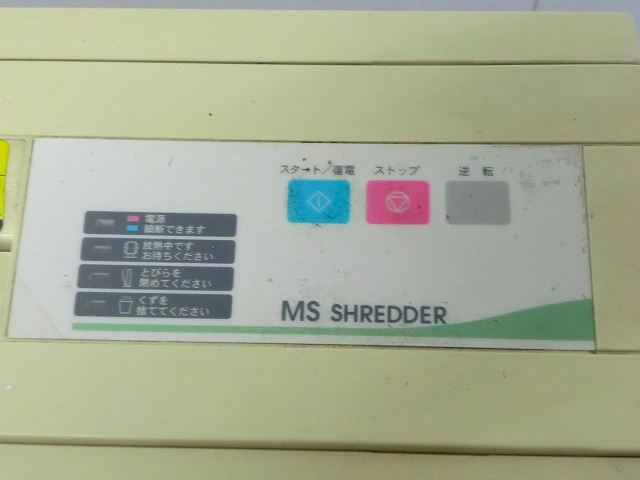 スタート／復電 ストップ 逆 転
電源
細断できます
放熱中です
お待ちください
とびらを
閉めてください
くずを
捨ててください
MS SHREDDER